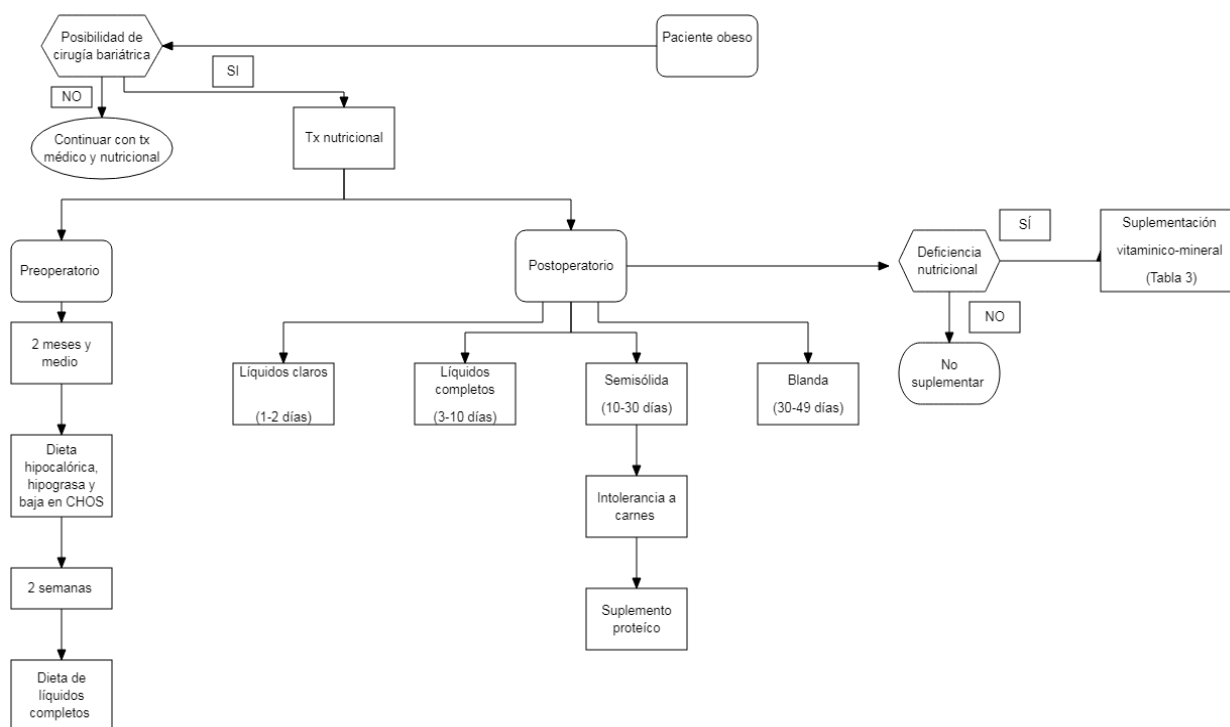 Posibilidad de
cirugía bariátrica
Paciente obeso
SI
NO
Continuar con tx
médico y nutricional
Tx nutricional
Preoperatorio
Postoperatorio
Deficiencia
nutricional
SÍ
Suplementación
vitaminico-mineral
(Tabla 3)
NO
No
suplementar
2 meses y
medio
Líquidos claros
(1-2 días)
Líquidos
completos
(3-10 días)
Semisólida
(10-30 días)
Blanda
(30-49 días)
Dieta
hipocalórica,
hipograsa y
baja en CHOS
Intolerancia a
carnes
2 semanas
Suplemento
proteíco
Dieta de
líquidos
completos